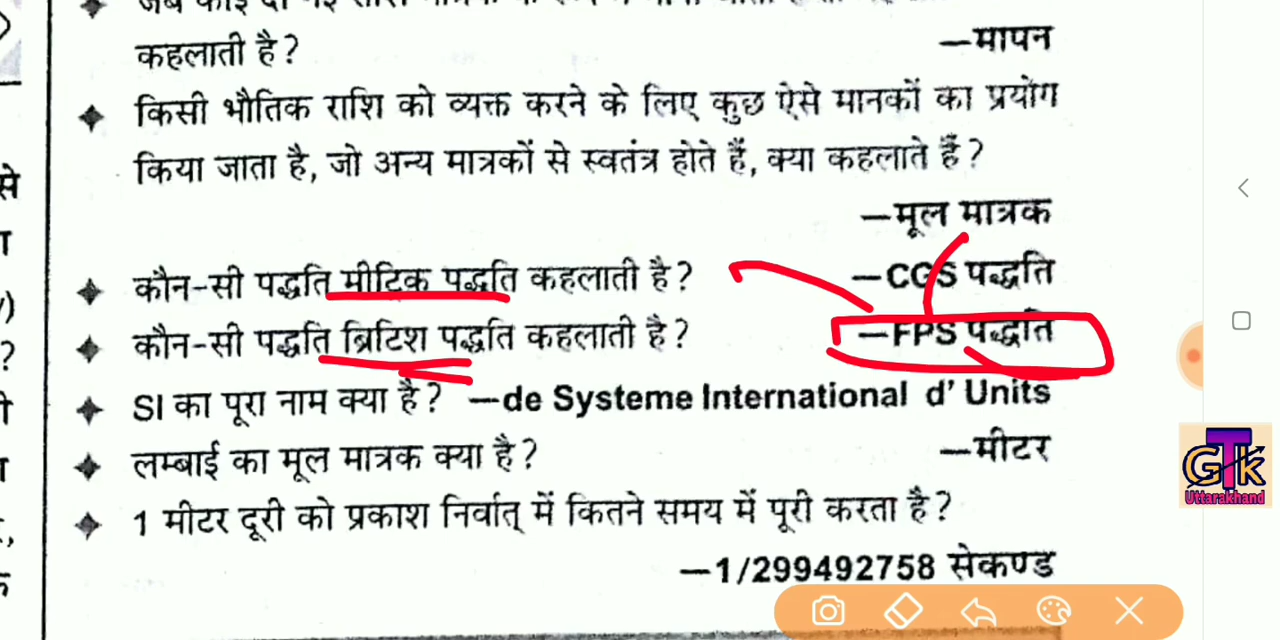 कहलाती है? —मापन
किसी भौतिक राशि को व्यक्त करने के लिए कुछ ऐसे मानकों का प्रयोग
किया जाता है, जो अन्य मात्रकों से स्वतंत्र होते हैं, क्या कहलाते हैं?
—मूल मात्रक
कौन-सी पद्धति मीट्रिक पद्धति कहलाती है? —CGS पद्धति
कौन-सी पद्धति ब्रिटिश पद्धति कहलाती है? —FPS पद्धति
SI का पूरा नाम क्या है? —de Systeme International d' Units
लम्बाई का मूल मात्रक क्या है? —मीटर
1 मीटर दूरी को प्रकाश निर्वात् में कितने समय में पूरी करता है?
—1/299492758 सेकण्ड
से
)
?
GTK
Uttarakhand